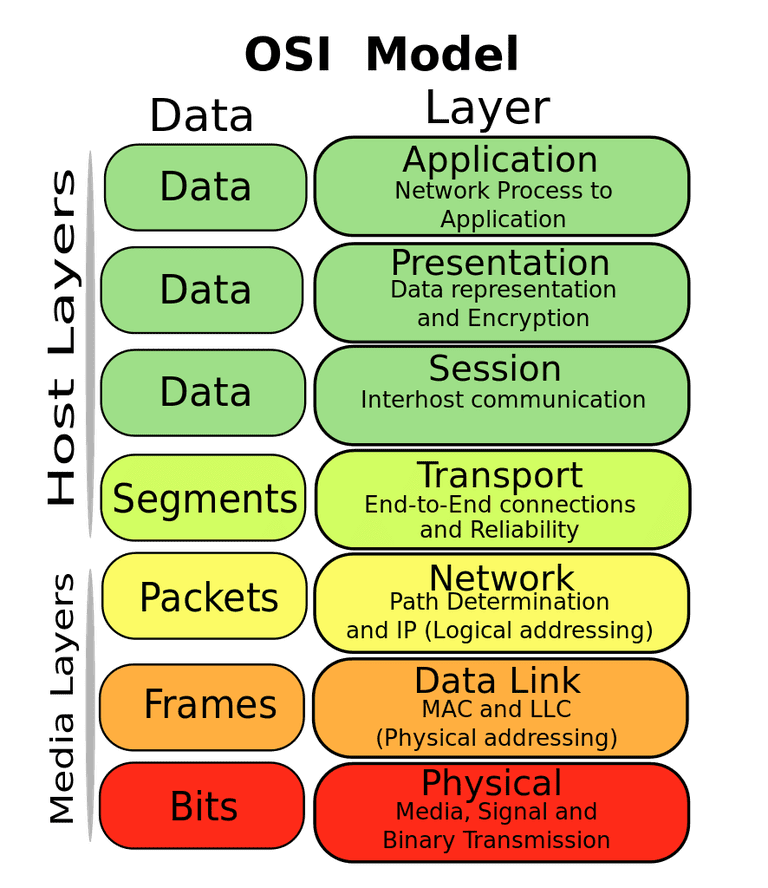 OSI Model
Data
Layer
Host Layers
Data
Application
Network Process to
Application
Data
Presentation
Data representation
and Encryption
Data
Session
Interhost communication
Segments
Transport
End-to-End connections
and Reliability
Media Layers
Packets
Network
Path Determination
and IP (Logical addressing)
Frames
Data Link
MAC and LLC
(Physical addressing)
Bits
Physical
Media, Signal and
Binary Transmission